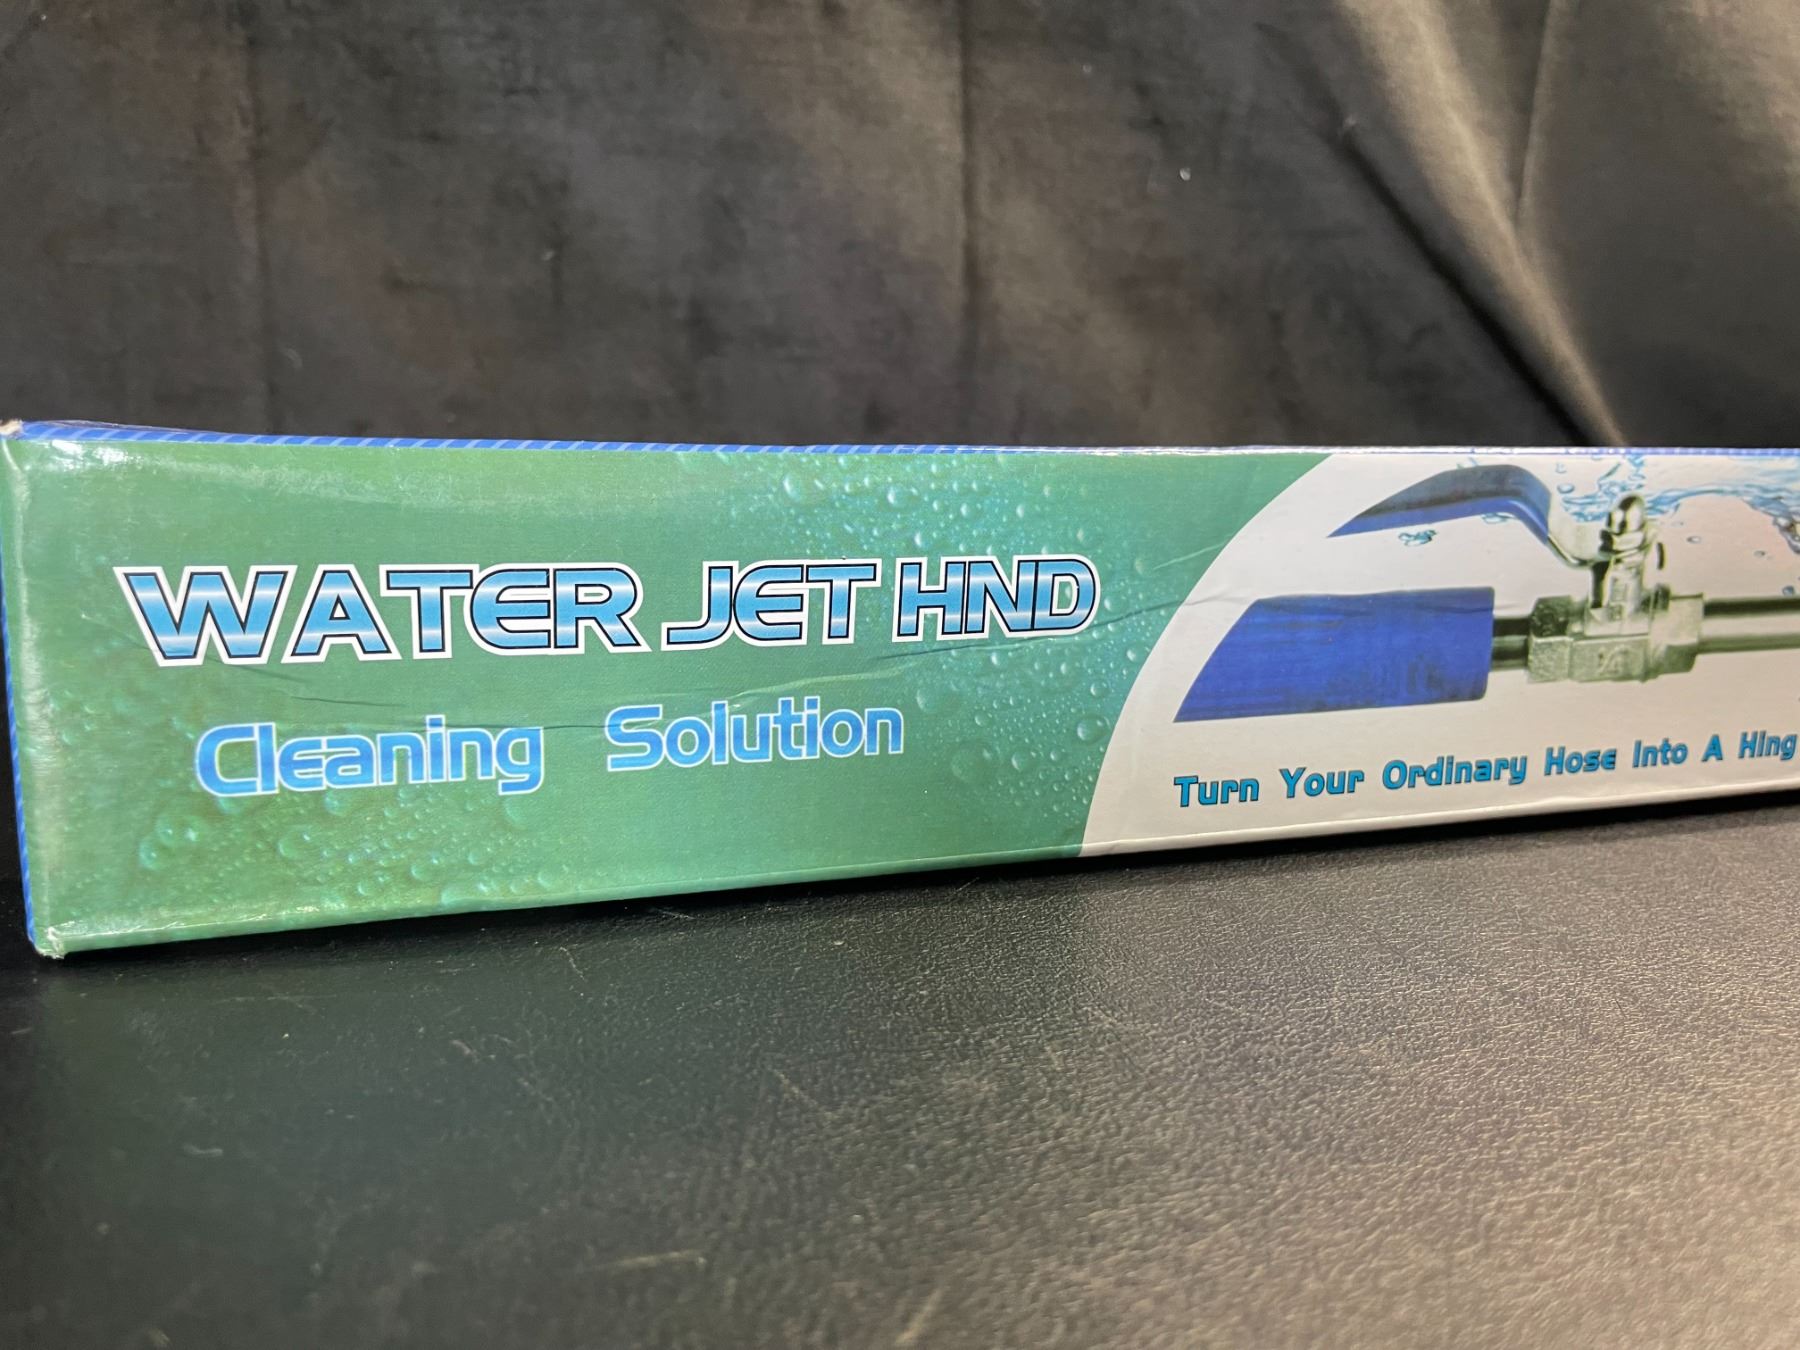 WATER JET HND
Cleaning Solution
Turn Your Ordinary Hose Into A Hing